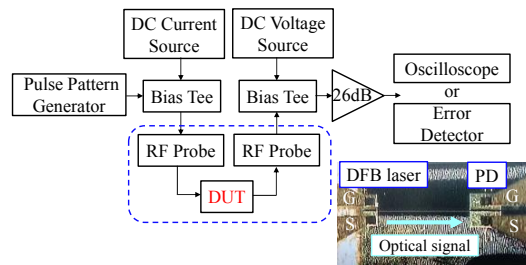 DC Current
Source
DC Voltage
Source
Pulse Pattern
Generator
Bias Tee
Bias Tee
26dB
Oscilloscope
or
Error
Detector
RF Probe
RF Probe
DUT
DFB laser
PD
G
G
S
S
Optical signal